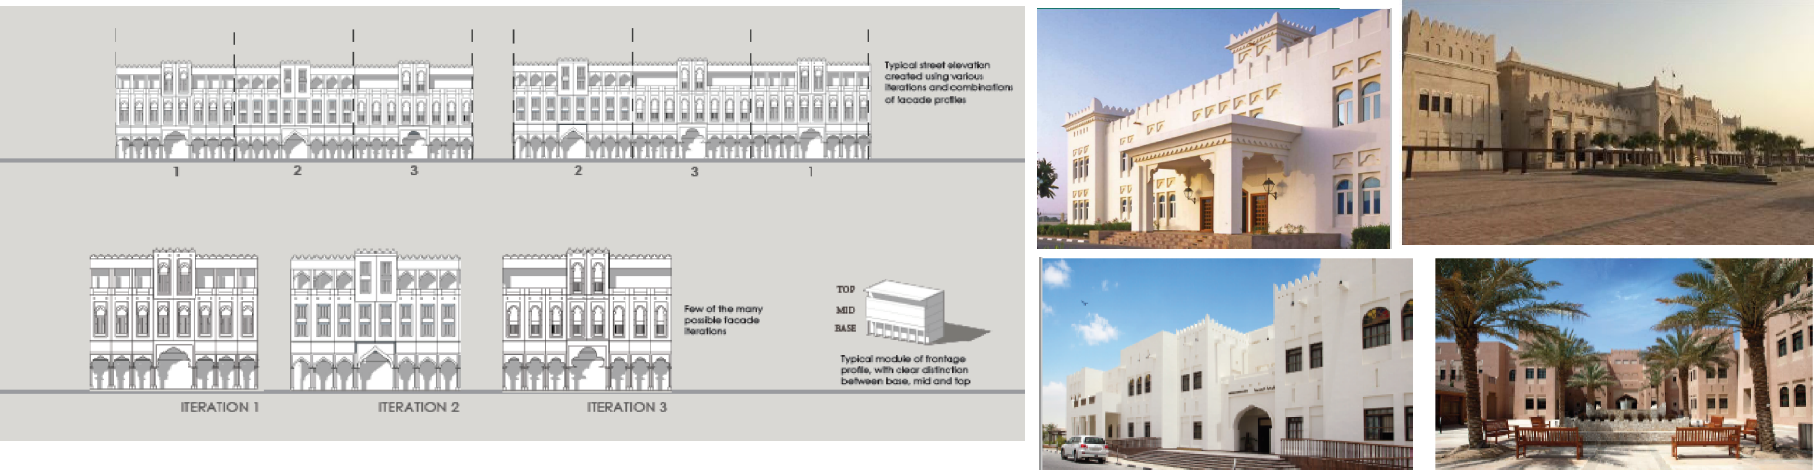 Typical street elevation
created using various
iterations and combinations
of facade profiles
1
2
3
2
3
1
Few of the many
possible facade
iterations
TOP
MID
BASE
Typical module of frontage
profile, with clear distinction
between base, mid and top
ITERATION 1
ITERATION 2
ITERATION 3